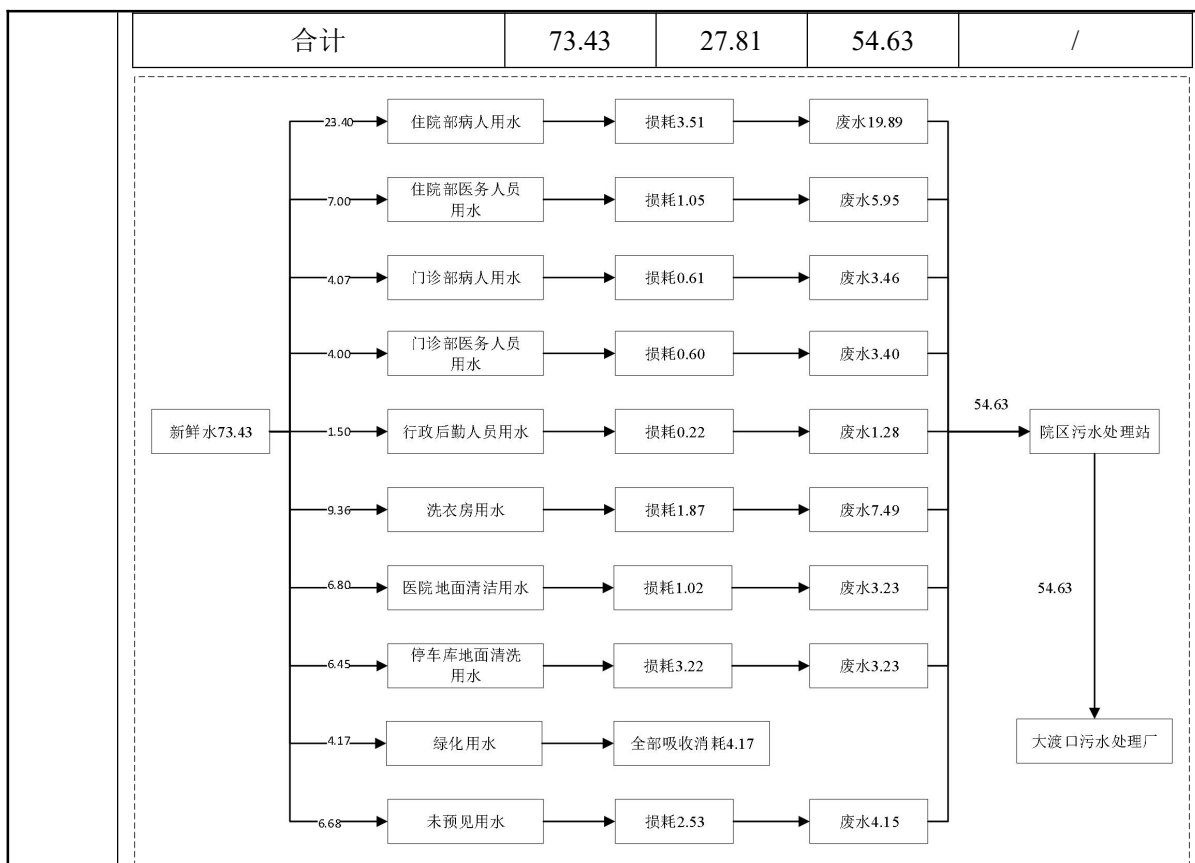 合计 73.43 27.81 54.63 /
23.40 住院部病人用水 损耗3.51 废水19.89
7.00 住院部医务人员
用水 损耗1.05 废水5.95
4.07 门诊部病人用水 损耗0.61 废水3.46
4.00 门诊部医务人员
用水 损耗0.60 废水3.40
54.63
新鲜水73.43 1.50 行政后勤人员用水 损耗0.22 废水1.28 院区污水处理站
9.36 洗衣房用水 损耗1.87 废水7.49
6.80 医院地面清洁用水 损耗1.02 废水3.23
54.63
6.45 停车库地面清洗
用水 损耗3.22 废水3.23
4.17 绿化用水 全部吸收消耗4.17 大渡口污水处理厂
6.68 未预见用水 损耗2.53 废水4.15